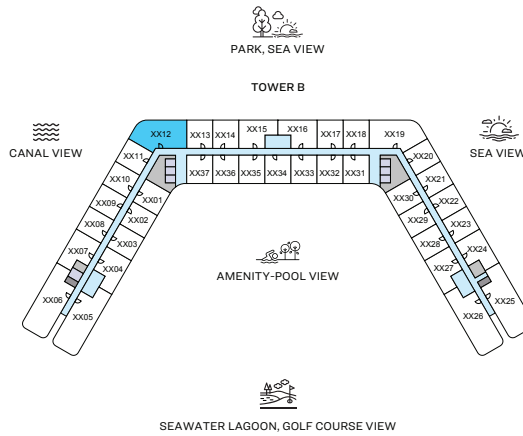 PARK, SEA VIEW
TOWER B
CANAL VIEW
SEA VIEW
XX12
XX13
XX14
XX15
XX16
XX17
XX18
XX19
XX11
XX20
XX10
XX01
XX37
XX36
XX35
XX34
XX33
XX32
XX31
XX30
XX21
XX09
XX02
XX29
XX22
XX08
XX03
XX28
XX23
XX07
XX04
XX27
XX24
XX06
XX05
XX26
XX25
AMENITY-POOL VIEW
SEAWATER LAGOON, GOLF COURSE VIEW